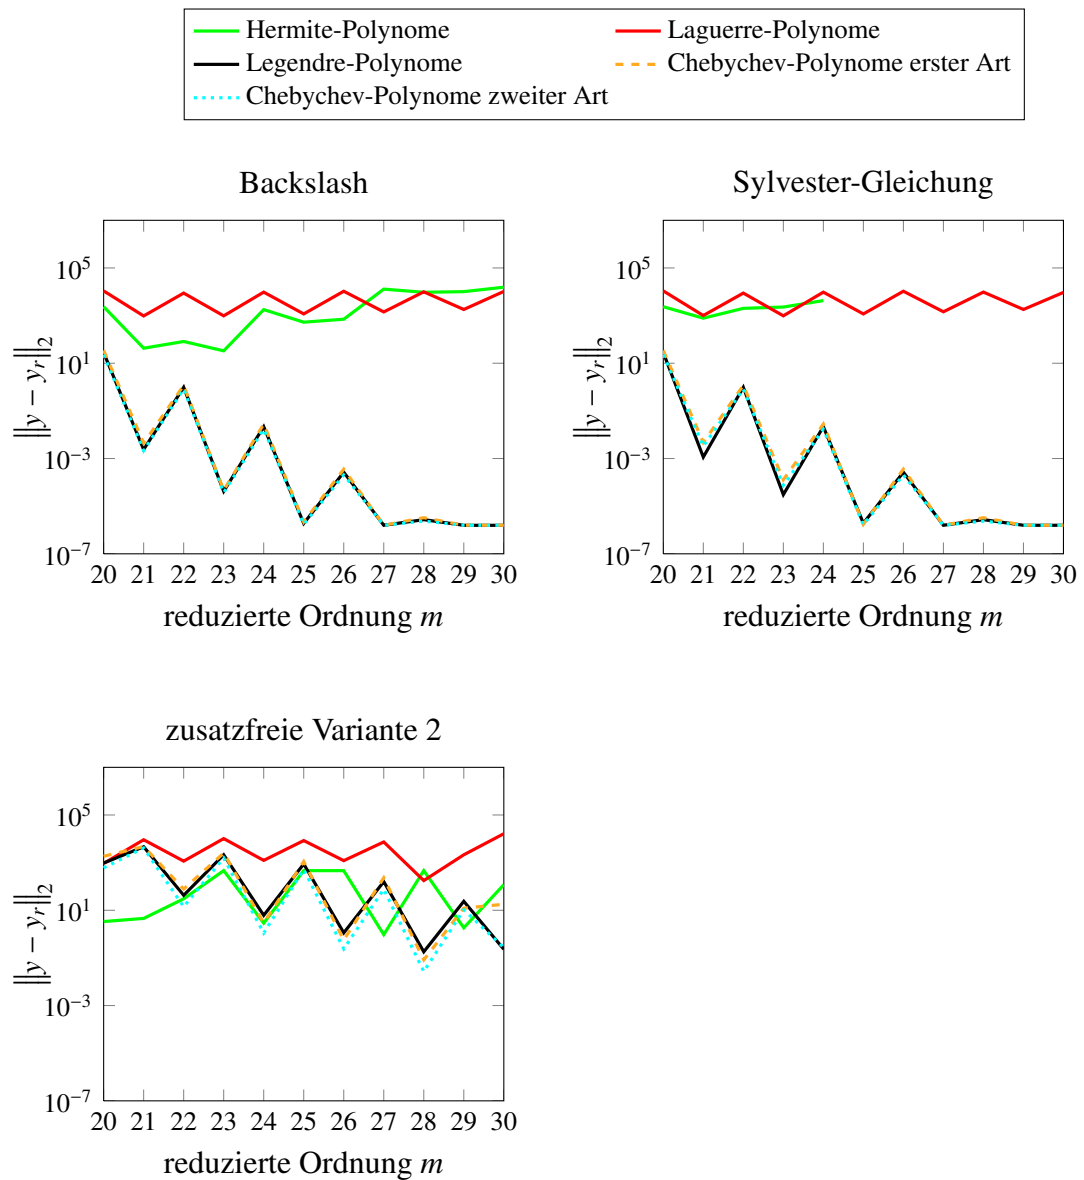 Hermite-Polynome
Laguerre-Polynome
Legendre-Polynome
Chebychev-Polynome erster Art
Chebychev-Polynome zweiter Art
Backslash
10^5
10^1
10^-3
10^-7
‖y − y_r‖_2
20 21 22 23 24 25 26 27 28 29 30
reduzierte Ordnung m
Sylvester-Gleichung
10^5
10^1
10^-3
10^-7
‖y − y_r‖_2
20 21 22 23 24 25 26 27 28 29 30
reduzierte Ordnung m
zusatzfreie Variante 2
10^5
10^1
10^-3
10^-7
‖y − y_r‖_2
20 21 22 23 24 25 26 27 28 29 30
reduzierte Ordnung m